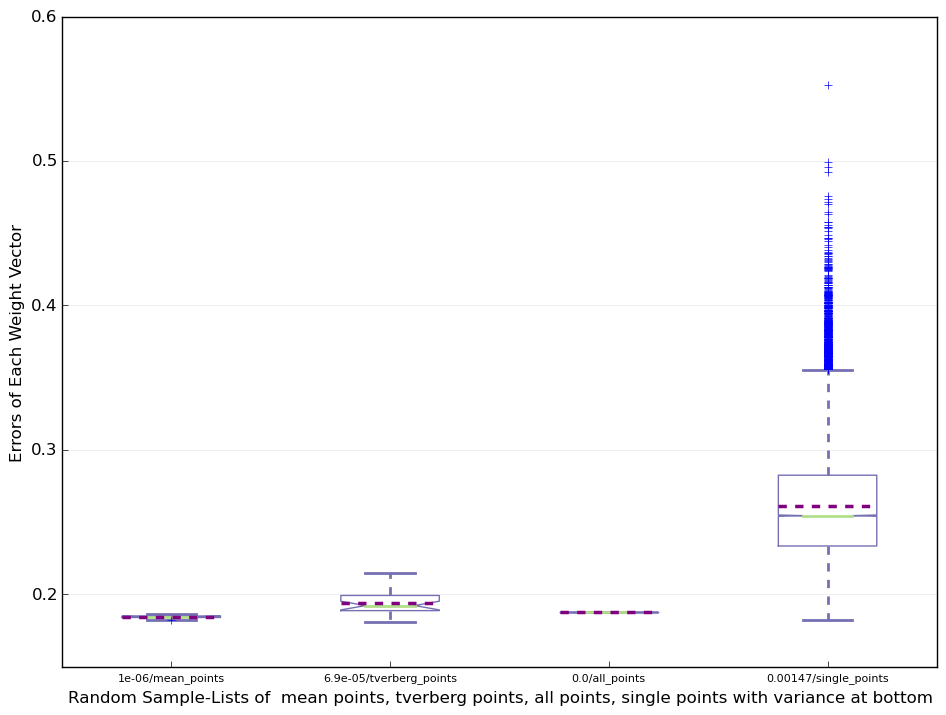 0.6
0.5
0.4
0.3
0.2
Errors of Each Weight Vector
1e-06/mean_points
6.9e-05/tverberg_points
0.0/all_points
0.00147/single_points
Random Sample-Lists of  mean points, tverberg points, all points, single points with variance at bottom